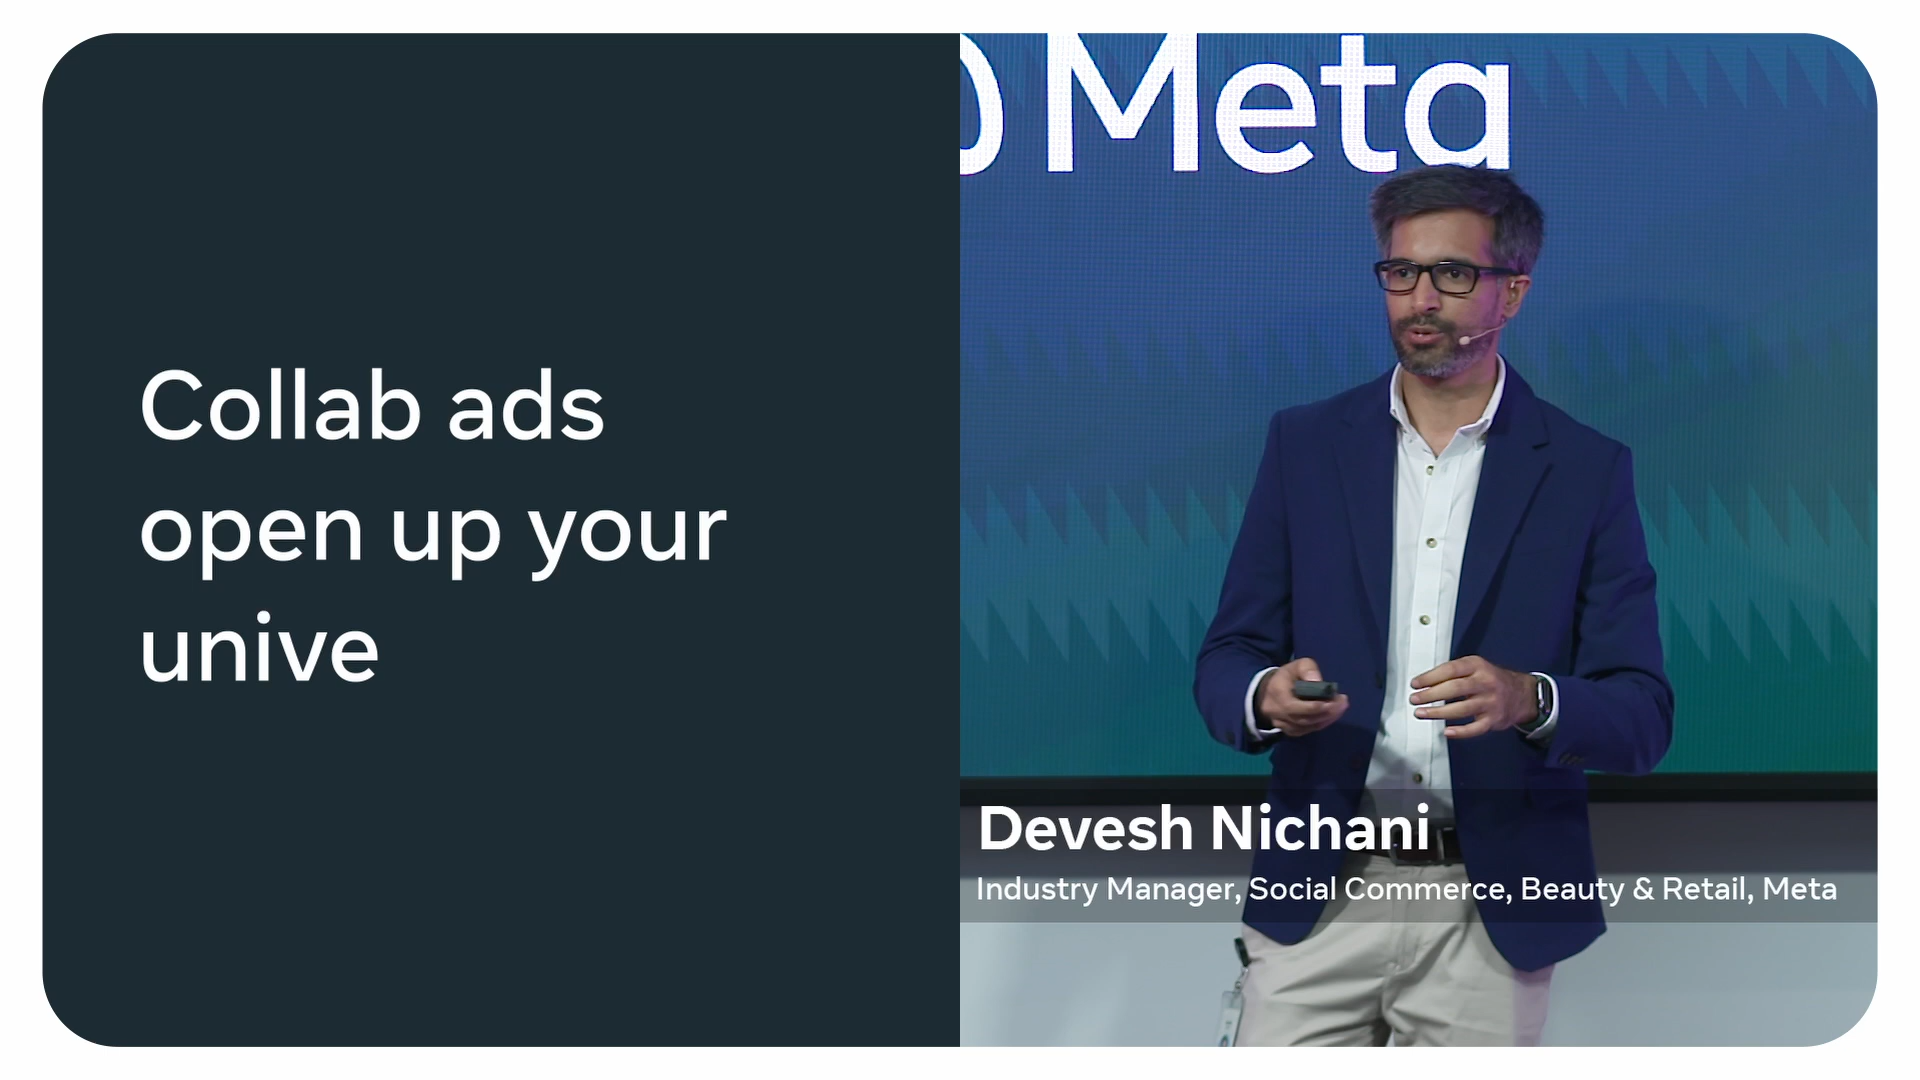 Collab ads
open up your
unive
Meta
Devesh Nichani
Industry Manager, Social Commerce, Beauty & Retail, Meta